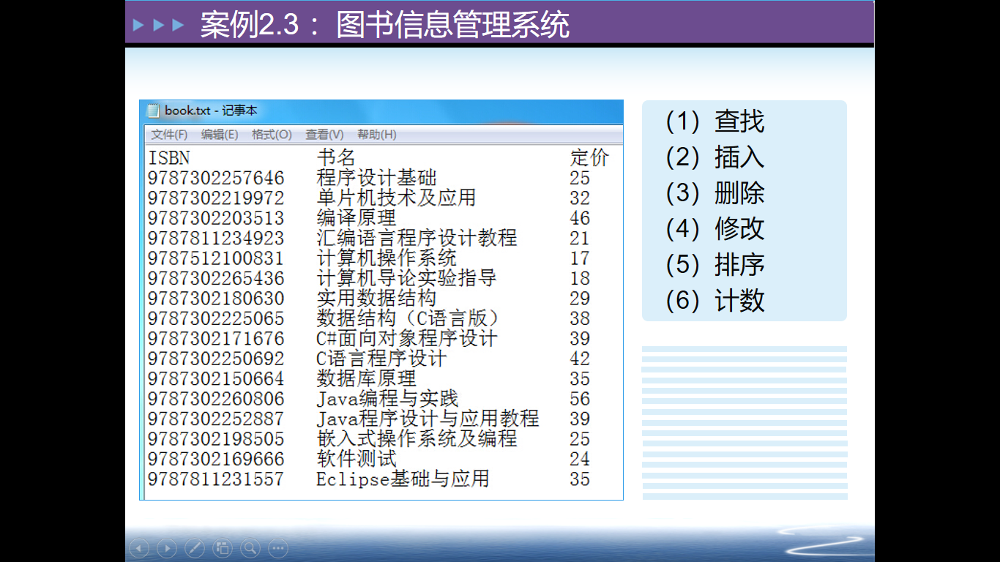 案例2.3：图书信息管理系统
book.txt - 记事本
文件(F) 编辑(E) 格式(O) 查看(V) 帮助(H)
ISBN 书名 定价
9787302257646 程序设计基础 25
9787302219972 单片机技术及应用 32
9787302203513 编译原理 46
9787811234923 汇编语言程序设计教程 21
9787512100831 计算机操作系统 17
9787302265436 计算机导论实验指导 18
9787302180630 实用数据结构 29
9787302225065 数据结构（C语言版） 38
9787302171676 C#面向对象程序设计 39
9787302250692 C语言程序设计 42
9787302150664 数据库原理 35
9787302260806 Java编程与实践 56
9787302252887 Java程序设计与应用教程 39
9787302198505 嵌入式操作系统及编程 25
9787302169666 软件测试 24
9787811231557 Eclipse基础与应用 35
（1）查找
（2）插入
（3）删除
（4）修改
（5）排序
（6）计数